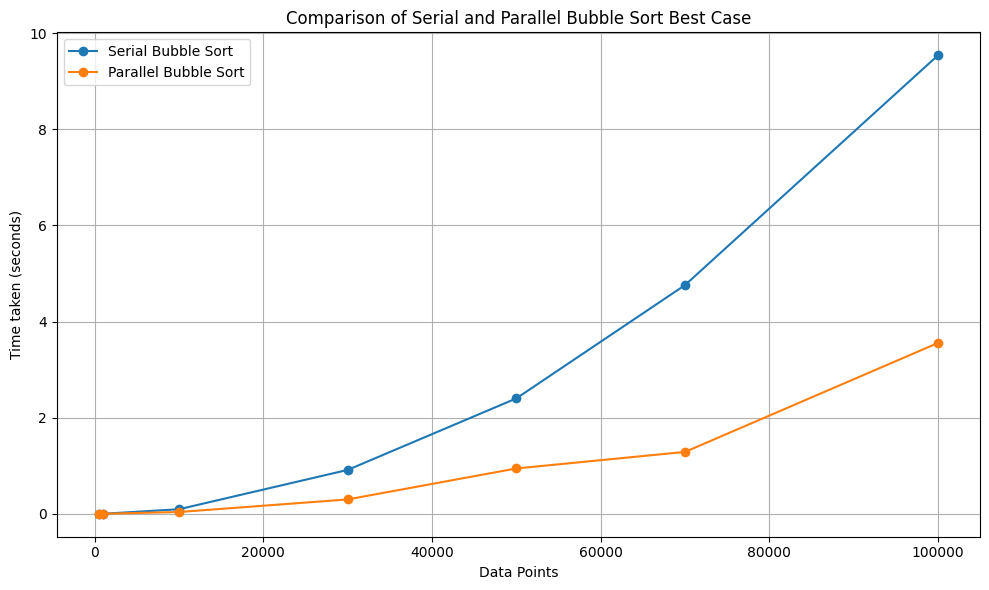 Comparison of Serial and Parallel Bubble Sort Best Case
Serial Bubble Sort
Parallel Bubble Sort
Time taken (seconds)
10
8
6
4
2
0
0
20000
40000
60000
80000
100000
Data Points